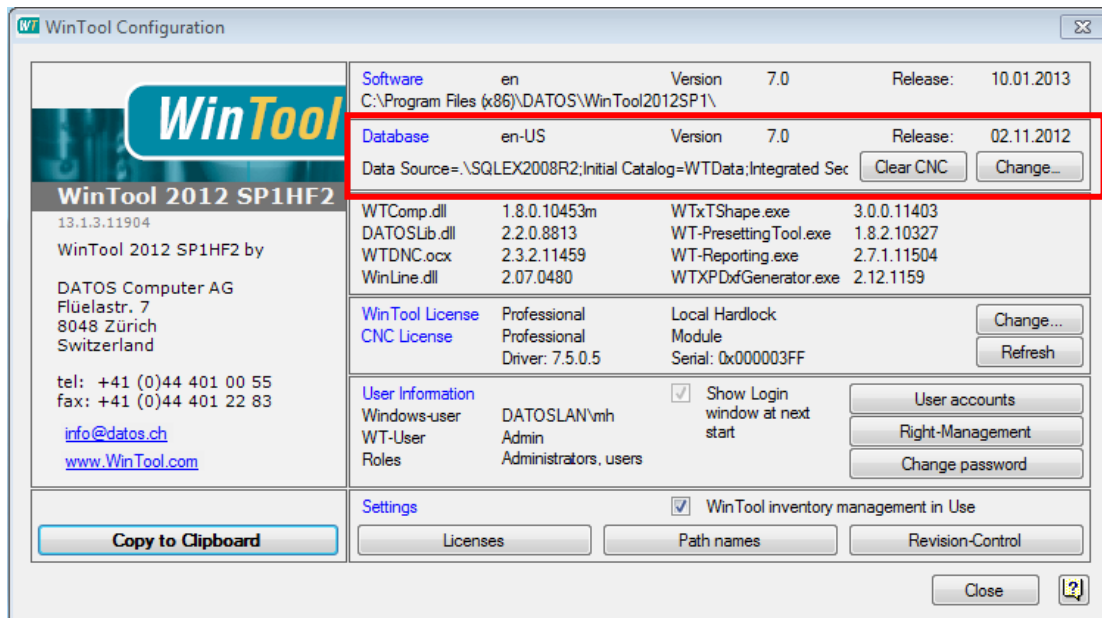 WinTool Configuration
WinTool
WinTool 2012 SP1HF2
13.1.3.11904
WinTool 2012 SP1HF2 by
DATOS Computer AG
Flüelastr. 7
8048 Zürich
Switzerland
tel: +41 (0)44 401 00 55
fax: +41 (0)44 401 22 83
info@datos.ch
www.WinTool.com
Copy to Clipboard
Software en Version 7.0 Release: 10.01.2013
C:\Program Files (x86)\DATOS\WinTool2012SP1\
Database en-US Version 7.0 Release: 02.11.2012
Data Source=.\SQLEX2008R2;Initial Catalog=WTData;Integrated Sec Clear CNC Change...
WTComp.dll 1.8.0.10453m WTxTShape.exe 3.0.0.11403
DATOSLib.dll 2.2.0.8813 WT-PresettingTool.exe 1.8.2.10327
WTDNC.ocx 2.3.2.11459 WT-Reporting.exe 2.7.1.11504
WinLine.dll 2.07.0480 WTXPDxfGenerator.exe 2.12.1159
WinTool License Professional Local Hardlock Change...
CNC License Professional Module
Driver: 7.5.0.5 Serial: 0x000003FF Refresh
User Information Show Login User accounts
Windows-user DATOSLAN\mh window at next
WT-User Admin start Right-Management
Roles Administrators, users Change password
Settings WinTool inventory management in Use
Licenses Path names Revision-Control
Close